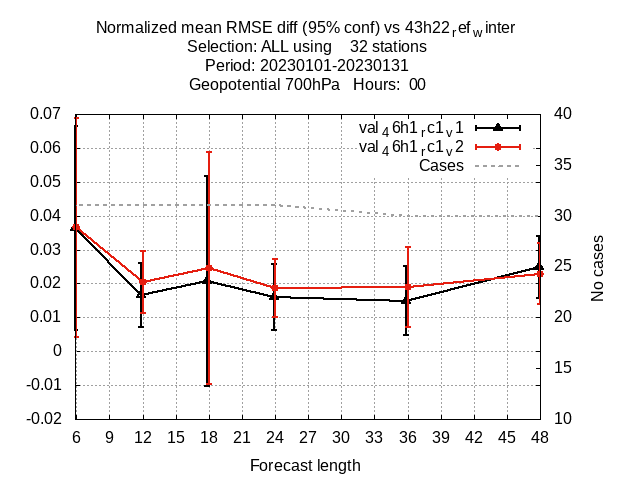 Normalized mean RMSE diff (95% conf) vs 43h22refwinter
Selection: ALL using    32 stations
Period: 20230101-20230131
Geopotential 700hPa   Hours:  00
0.07
0.06
0.05
0.04
0.03
0.02
0.01
0
-0.01
-0.02
val46h1rc1v1
val46h1rc1v2
Cases
40
35
30
25
20
15
10
No cases
6 9 12 15 18 21 24 27 30 33 36 39 42 45 48
Forecast length